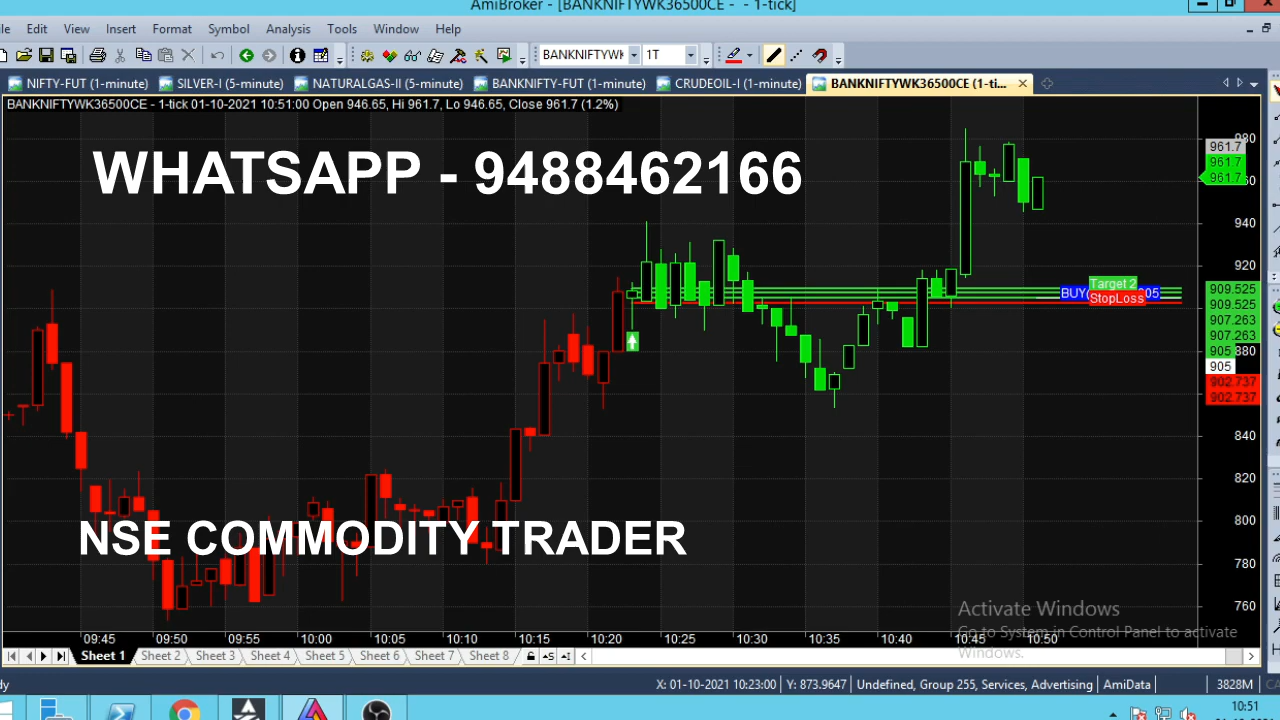 AmiBroker - [BANKNIFTYWK36500CE - - 1-tick]
Edit View Insert Format Symbol Analysis Tools Window Help
BANKNIFTYWK 1T
NIFTY-FUT (1-minute) SILVER-I (5-minute) NATURALGAS-II (5-minute) BANKNIFTY-FUT (1-minute) CRUDEOIL-I (1-minute) BANKNIFTYWK36500CE (1-ti...
BANKNIFTYWK36500CE - 1-tick 01-10-2021 10:51:00 Open 946.65, Hi 961.7, Lo 946.65, Close 961.7 (1.2%)
980
961.7
961.7
961.7
WHATSAPP - 9488462166
940
920
Target 2
BUY
StopLoss
909.525
909.525
907.263
907.263
905
880
905
902.737
902.737
840
820
800
NSE COMMODITY TRADER
780
760
Activate Windows
Go to System in Control Panel to activate
Windows.
09:45 09:50 09:55 10:00 10:05 10:10 10:15 10:20 10:25 10:30 10:35 10:40 10:45 10:50
Sheet 1 Sheet 2 Sheet 3 Sheet 4 Sheet 5 Sheet 6 Sheet 7 Sheet 8
X: 01-10-2021 10:23:00 Y: 873.9647 Undefined, Group 255, Services, Advertising AmiData 3828M
10:51